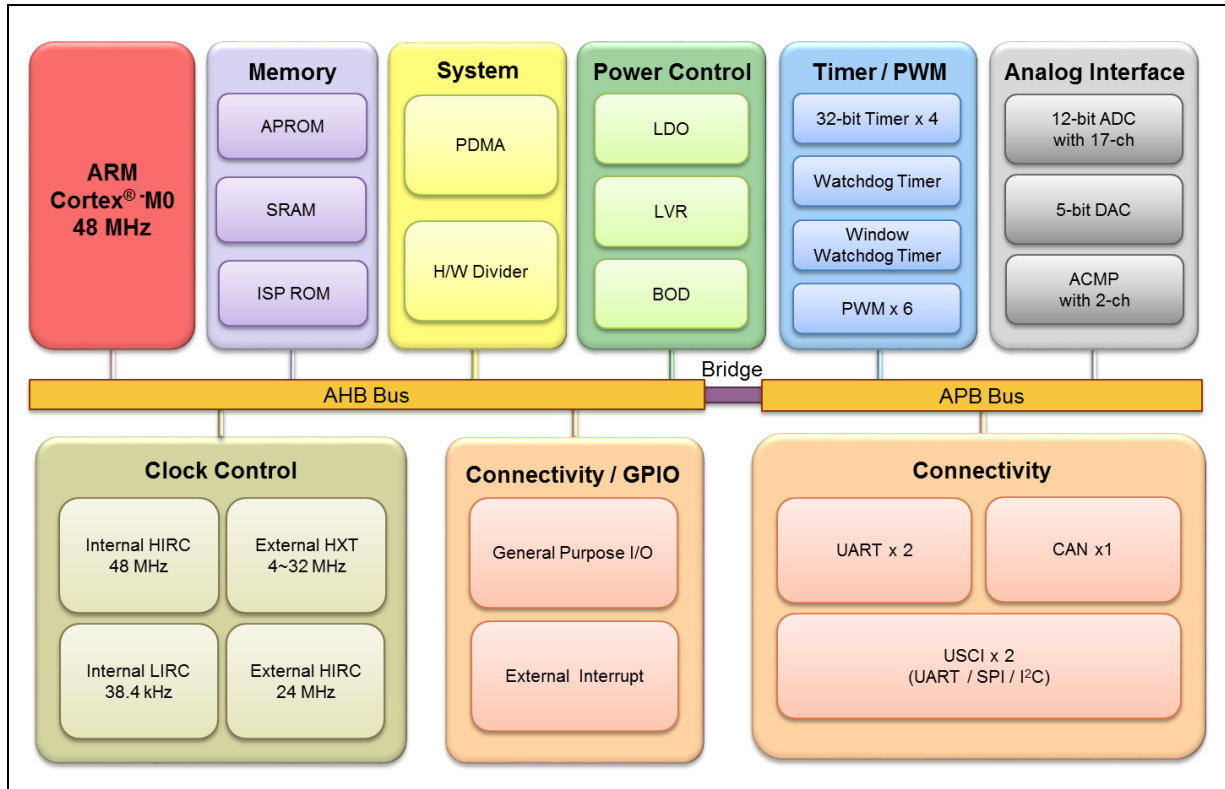 ARM
Cortex®-M0
48 MHz
Memory
APROM
SRAM
ISP ROM
System
PDMA
H/W Divider
Power Control
LDO
LVR
BOD
Timer / PWM
32-bit Timer x 4
Watchdog Timer
Window
Watchdog Timer
PWM x 6
Analog Interface
12-bit ADC
with 17-ch
5-bit DAC
ACMP
with 2-ch
AHB Bus
Bridge
APB Bus
Clock Control
Internal HIRC
48 MHz
External HXT
4~32 MHz
Internal LIRC
38.4 kHz
External HIRC
24 MHz
Connectivity / GPIO
General Purpose I/O
External Interrupt
Connectivity
UART x 2
CAN x1
USCI x 2
(UART / SPI / I²C)